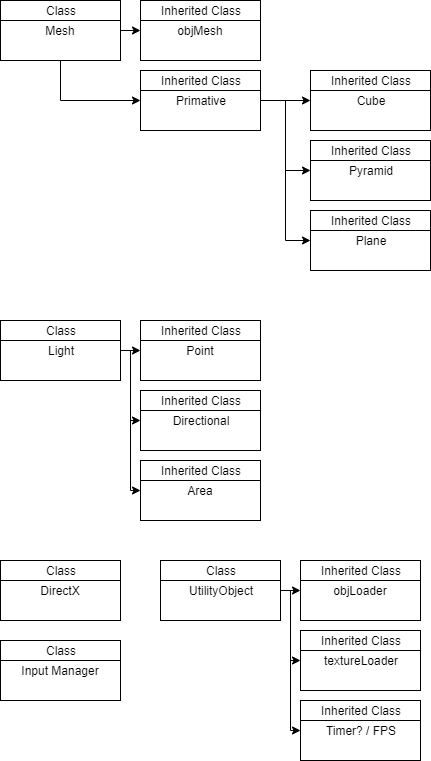 Class
Mesh
Inherited Class
objMesh
Inherited Class
Primative
Inherited Class
Cube
Inherited Class
Pyramid
Inherited Class
Plane
Class
Light
Inherited Class
Point
Inherited Class
Directional
Inherited Class
Area
Class
DirectX
Class
UtilityObject
Inherited Class
objLoader
Class
Input Manager
Inherited Class
textureLoader
Inherited Class
Timer? / FPS